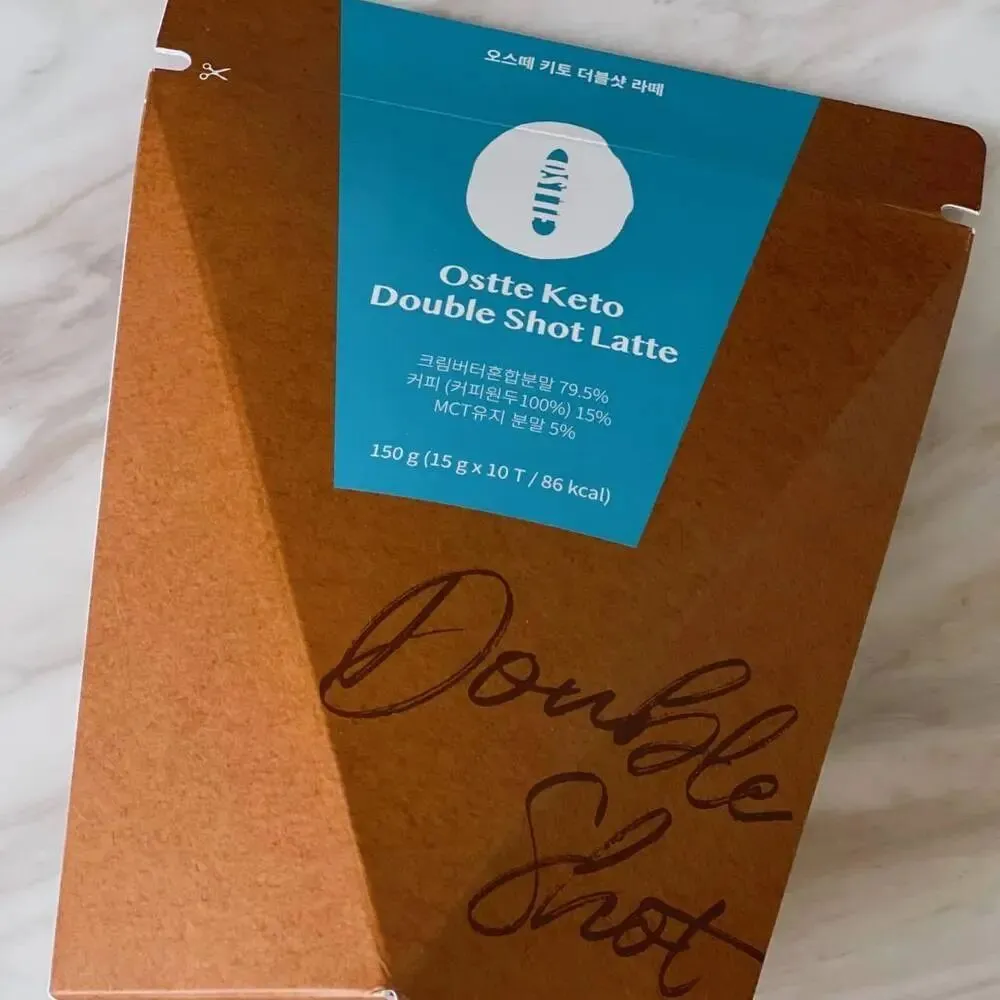 오스떼 키토 더블샷 라떼
OSTTE
Ostte Keto
Double Shot Latte
크림버터혼합분말 79.5%
커피 (커피원두100%) 15%
MCT유지 분말 5%
150 g (15 g x 10 T / 86 kcal)
Double
Shot